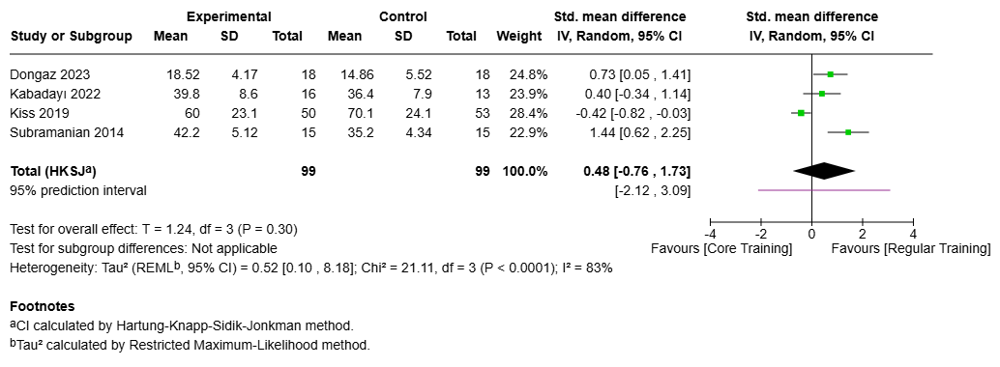 Experimental Control Std. mean difference Std. mean difference
Study or Subgroup Mean SD Total Mean SD Total Weight IV, Random, 95% CI IV, Random, 95% CI
Dongaz 2023 18.52 4.17 18 14.86 5.52 18 24.8% 0.73 [0.05 , 1.41]
Kabadayı 2022 39.8 8.6 16 36.4 7.9 13 23.9% 0.40 [-0.34 , 1.14]
Kiss 2019 60 23.1 50 70.1 24.1 53 28.4% -0.42 [-0.82 , -0.03]
Subramanian 2014 42.2 5.12 15 35.2 4.34 15 22.9% 1.44 [0.62 , 2.25]
Total (HKSJᵃ) 99 99 100.0% 0.48 [-0.76 , 1.73]
95% prediction interval [-2.12 , 3.09]
-4 -2 0 2 4
Favours [Core Training] Favours [Regular Training]
Test for overall effect: T = 1.24, df = 3 (P = 0.30)
Test for subgroup differences: Not applicable
Heterogeneity: Tau² (REMLᵇ, 95% CI) = 0.52 [0.10 , 8.18]; Chi² = 21.11, df = 3 (P < 0.0001); I² = 83%
Footnotes
ᵃCI calculated by Hartung-Knapp-Sidik-Jonkman method.
ᵇTau² calculated by Restricted Maximum-Likelihood method.